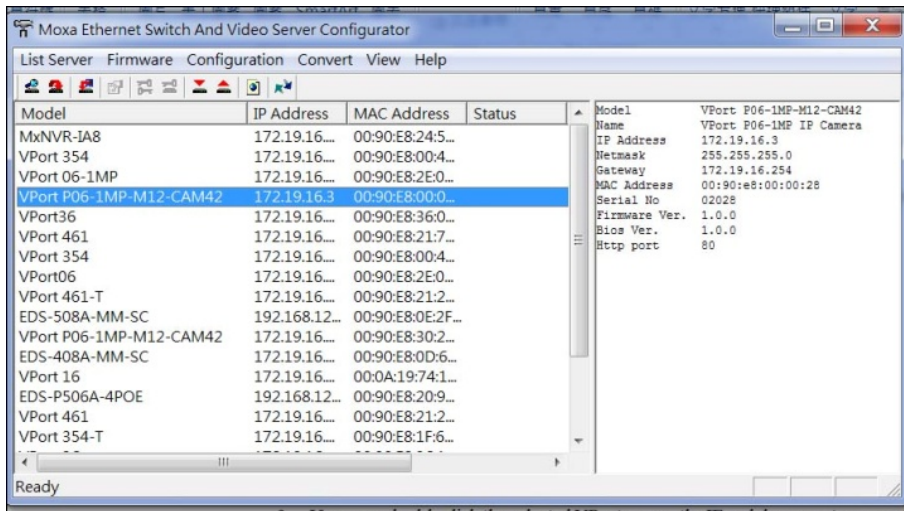 Moxa Ethernet Switch And Video Server Configurator
List Server Firmware Configuration Convert View Help
Model IP Address MAC Address Status
MxNVR-IA8 172.19.16.... 00:90:E8:24:5...
VPort 354 172.19.16.... 00:90:E8:00:4...
VPort 06-1MP 172.19.16.... 00:90:E8:2E:0...
VPort P06-1MP-M12-CAM42 172.19.16.3 00:90:E8:00:0...
VPort36 172.19.16.... 00:90:E8:36:0...
VPort 461 172.19.16.... 00:90:E8:21:7...
VPort 354 172.19.16.... 00:90:E8:00:4...
VPort06 172.19.16.... 00:90:E8:2E:0...
VPort 461-T 172.19.16.... 00:90:E8:21:2...
EDS-508A-MM-SC 192.168.12... 00:90:E8:0E:2F...
VPort P06-1MP-M12-CAM42 172.19.16.... 00:90:E8:30:2...
EDS-408A-MM-SC 172.19.16.... 00:90:E8:0D:6...
VPort 16 172.19.16.... 00:0A:19:74:1...
EDS-P506A-4POE 192.168.12... 00:90:E8:20:9...
VPort 461 172.19.16.... 00:90:E8:21:2...
VPort 354-T 172.19.16.... 00:90:E8:1F:6...
Model VPort P06-1MP-M12-CAM42
Name VPort P06-1MP IP Camera
IP Address 172.19.16.3
Netmask 255.255.255.0
Gateway 172.19.16.254
MAC Address 00:90:e8:00:00:28
Serial No 02028
Firmware Ver. 1.0.0
Bios Ver. 1.0.0
Http port 80
Ready